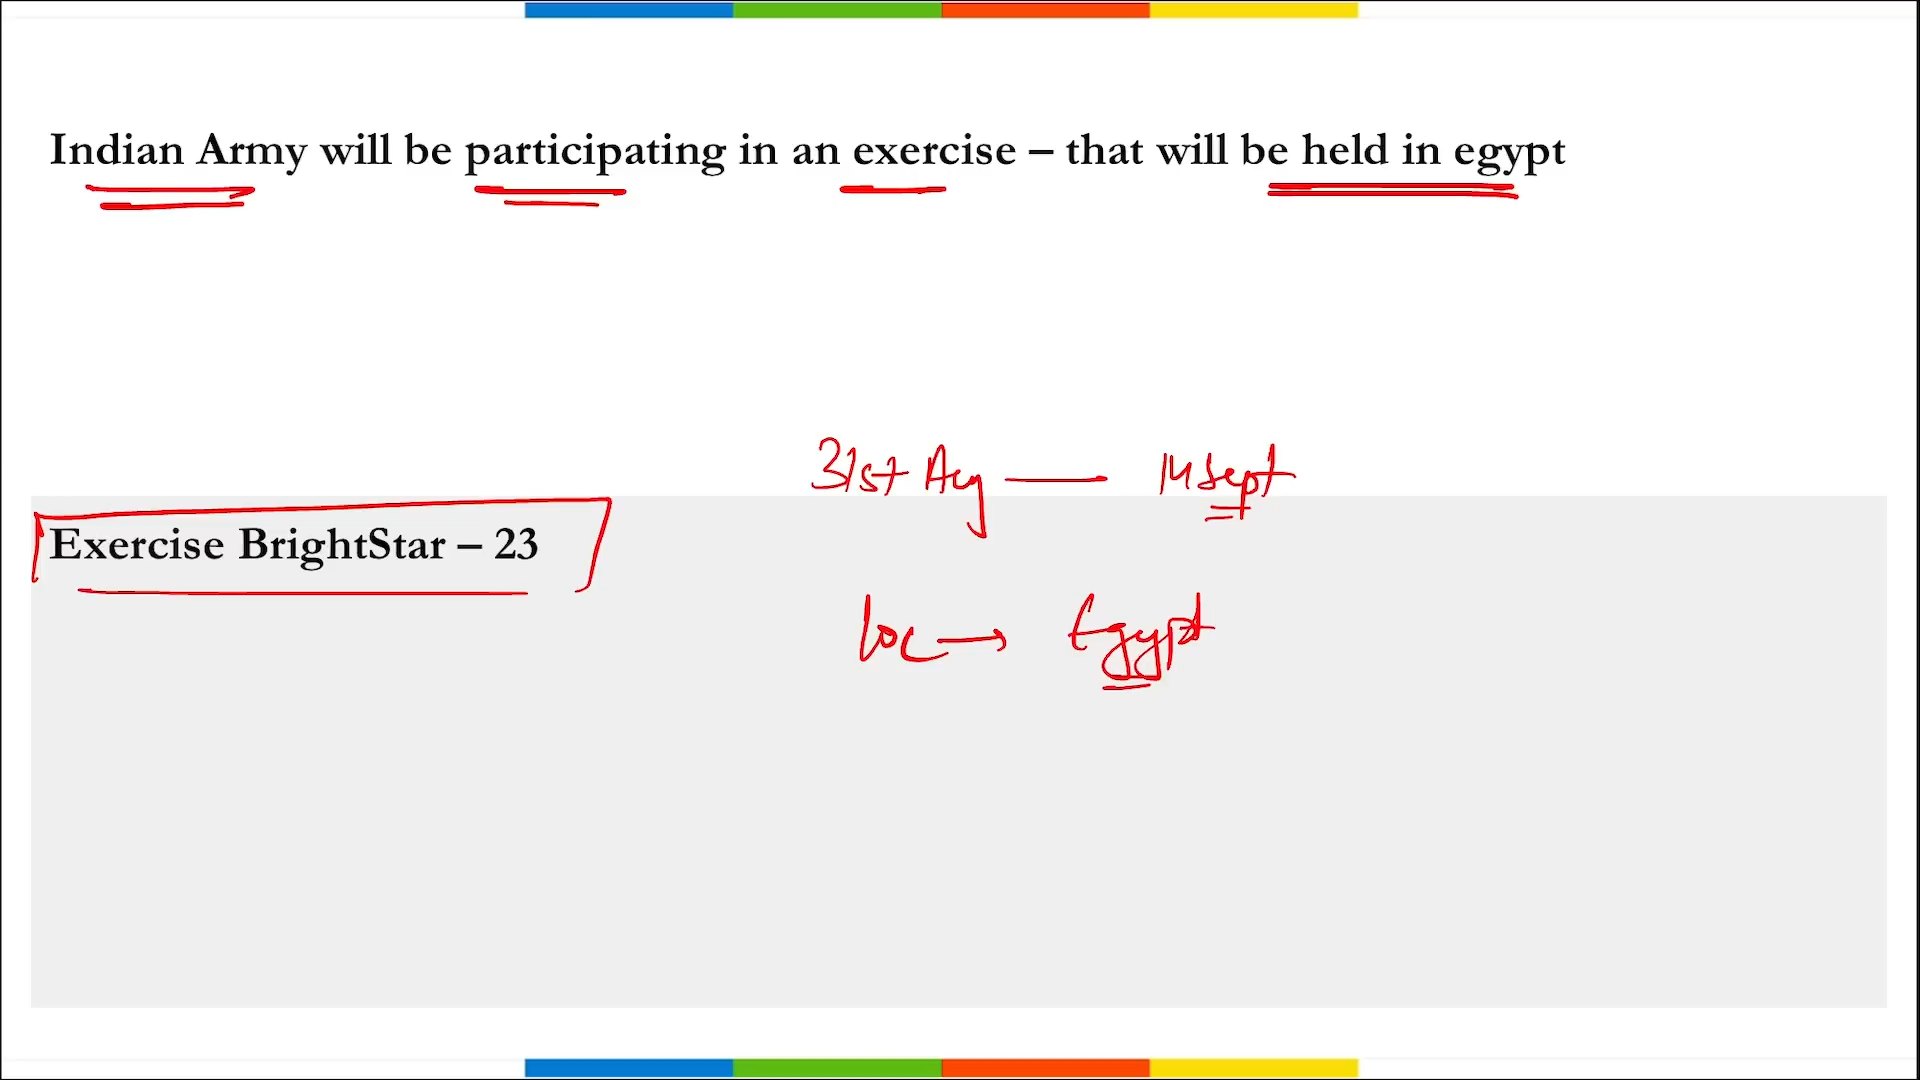 Indian Army will be participating in an exercise – that will be held in egypt
31st Aug — 14 Sept
Exercise BrightStar – 23
loc → Egypt